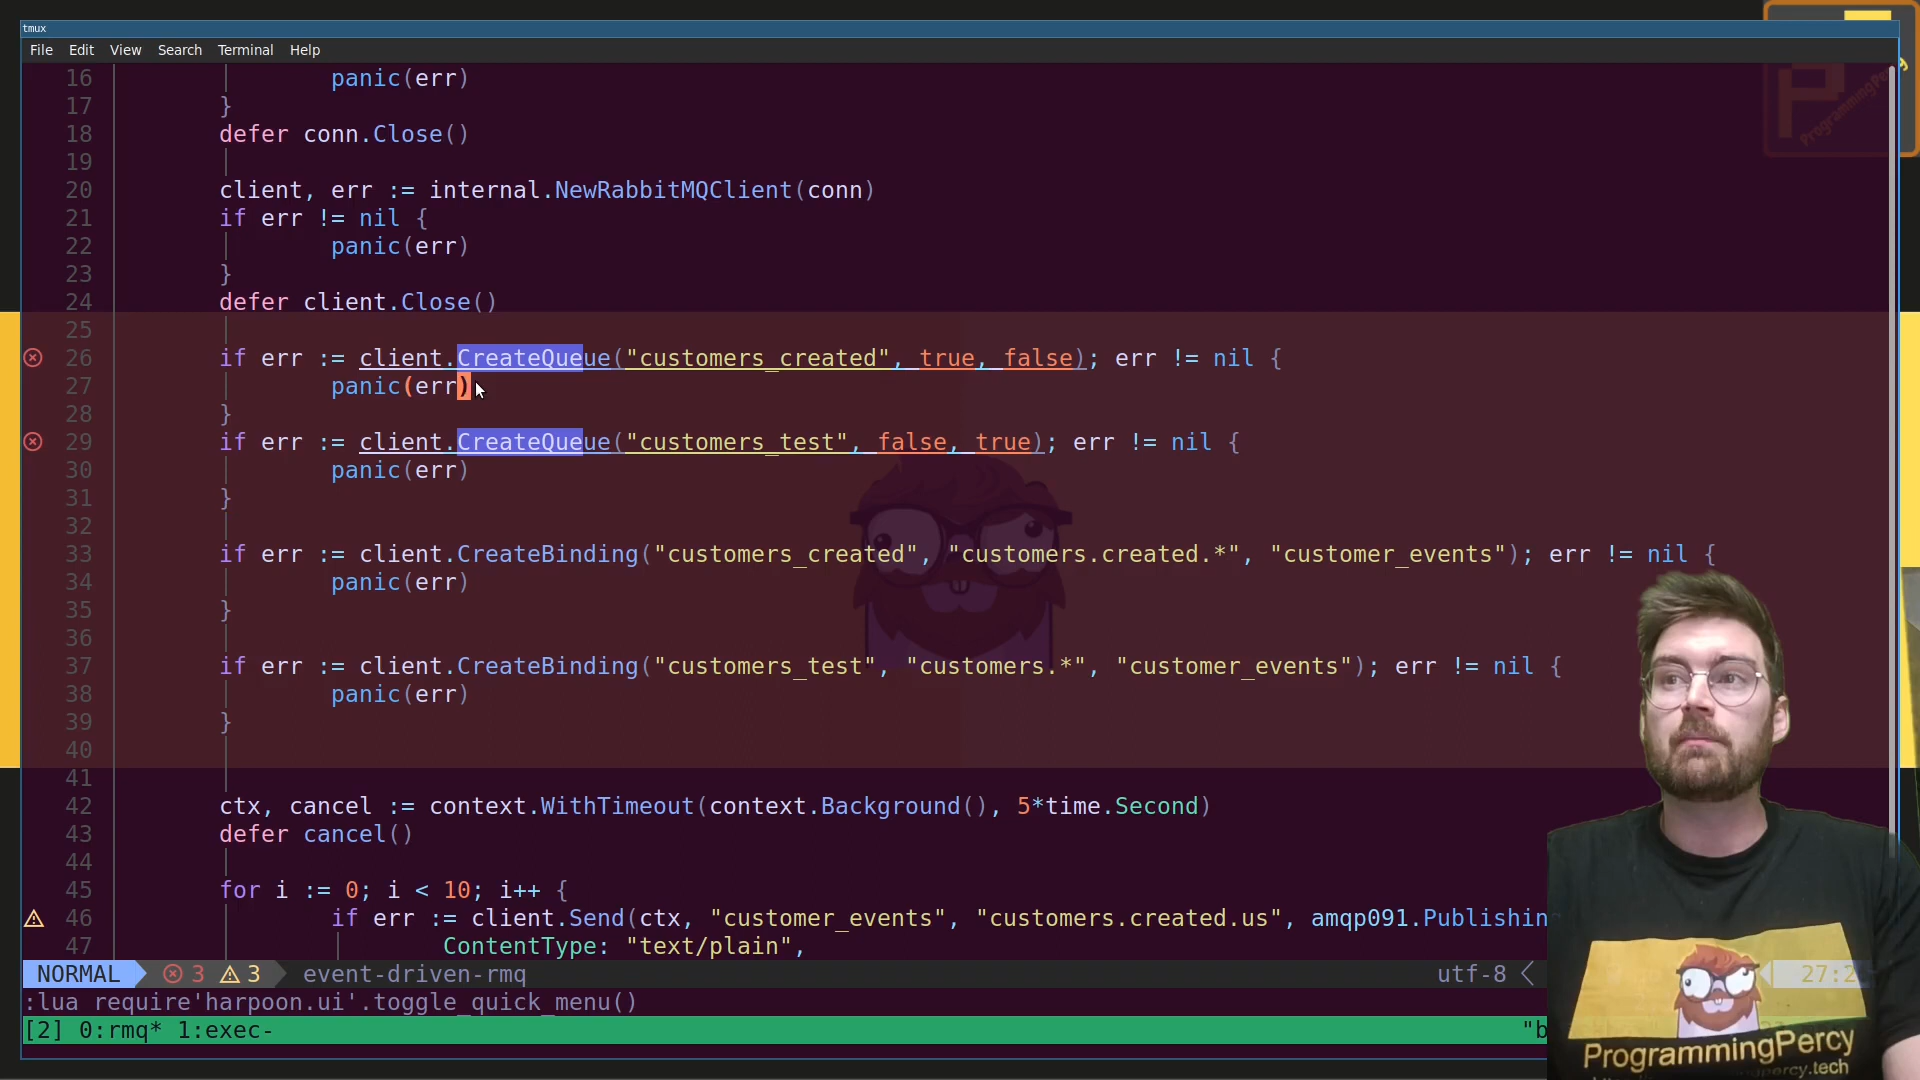 tmux
File Edit View Search Terminal Help
16 panic(err)
17 }
18 defer conn.Close()
19
20 client, err := internal.NewRabbitMQClient(conn)
21 if err != nil {
22 panic(err)
23 }
24 defer client.Close()
25
26 if err := client.CreateQueue("customers_created", true, false); err != nil {
27 panic(err)
28 }
29 if err := client.CreateQueue("customers_test", false, true); err != nil {
30 panic(err)
31 }
32
33 if err := client.CreateBinding("customers_created", "customers.created.*", "customer_events"); err != nil {
34 panic(err)
35 }
36
37 if err := client.CreateBinding("customers_test", "customers.*", "customer_events"); err != nil {
38 panic(err)
39 }
40
41
42 ctx, cancel := context.WithTimeout(context.Background(), 5*time.Second)
43 defer cancel()
44
45 for i := 0; i < 10; i++ {
46 if err := client.Send(ctx, "customer_events", "customers.created.us", amqp091.Publishin
47 ContentType: "text/plain",
NORMAL 3 3 event-driven-rmq utf-8
:lua require'harpoon.ui'.toggle_quick_menu()
[2] 0:rmq* 1:exec- "b
ProgrammingPercy
ProgrammingPercy